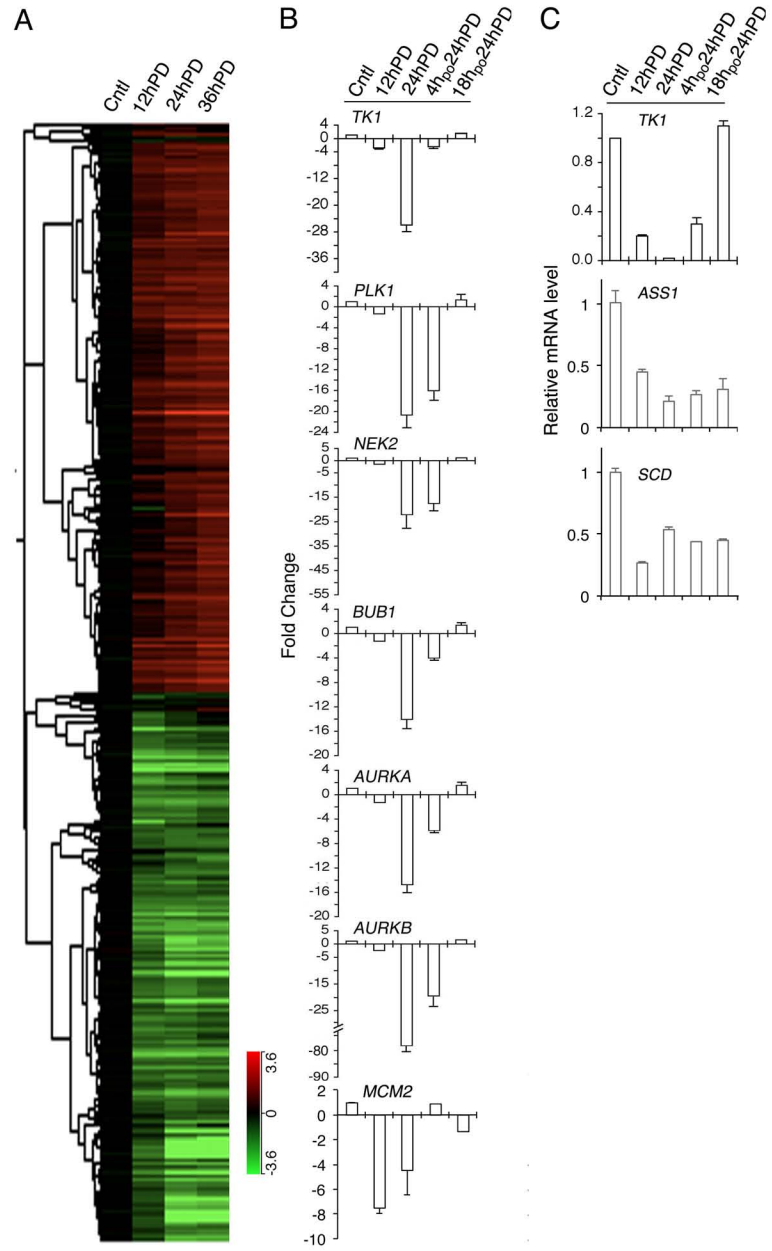 A
Cntl
12hPD
24hPD
36hPD
3.6
0
-3.6
B
Cntl
12hPD
24hPD
4hpo24hPD
18hpo24hPD
Fold Change
TK1
4
0
-4
-12
-20
-28
-36
PLK1
4
0
-4
-8
-12
-16
-20
-24
NEK2
5
5
-5
-15
-25
-35
-45
-55
BUB1
4
0
-4
-8
-12
-16
-20
AURKA
4
0
-4
-8
-12
-16
-20
AURKB
5
-5
-15
-25
-80
-90
MCM2
2
0
-2
-4
-6
-8
-10
C
Cntl
12hPD
24hPD
4hpo24hPD
18hpo24hPD
Relative mRNA level
TK1
1.2
0.8
0.4
0.0
ASS1
1
0.5
0
SCD
1
0.5
0